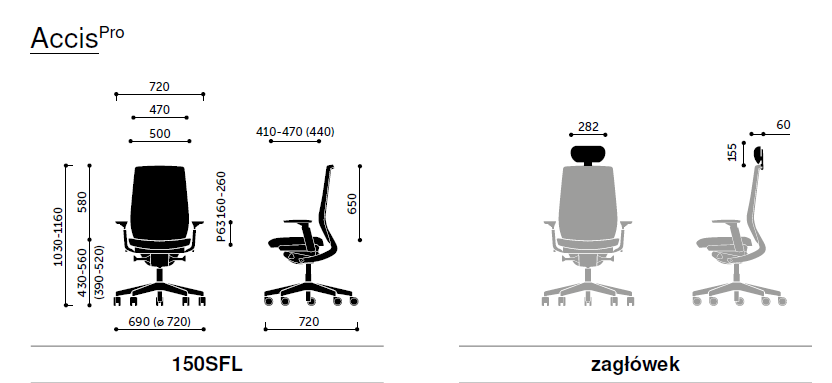 AccisPro
720
470
500
410-470 (440)
580
1030-1160
430-560
(390-520)
P63 160-260
650
690 (ø 720)
720
150SFL
282
60
155
zagłówek